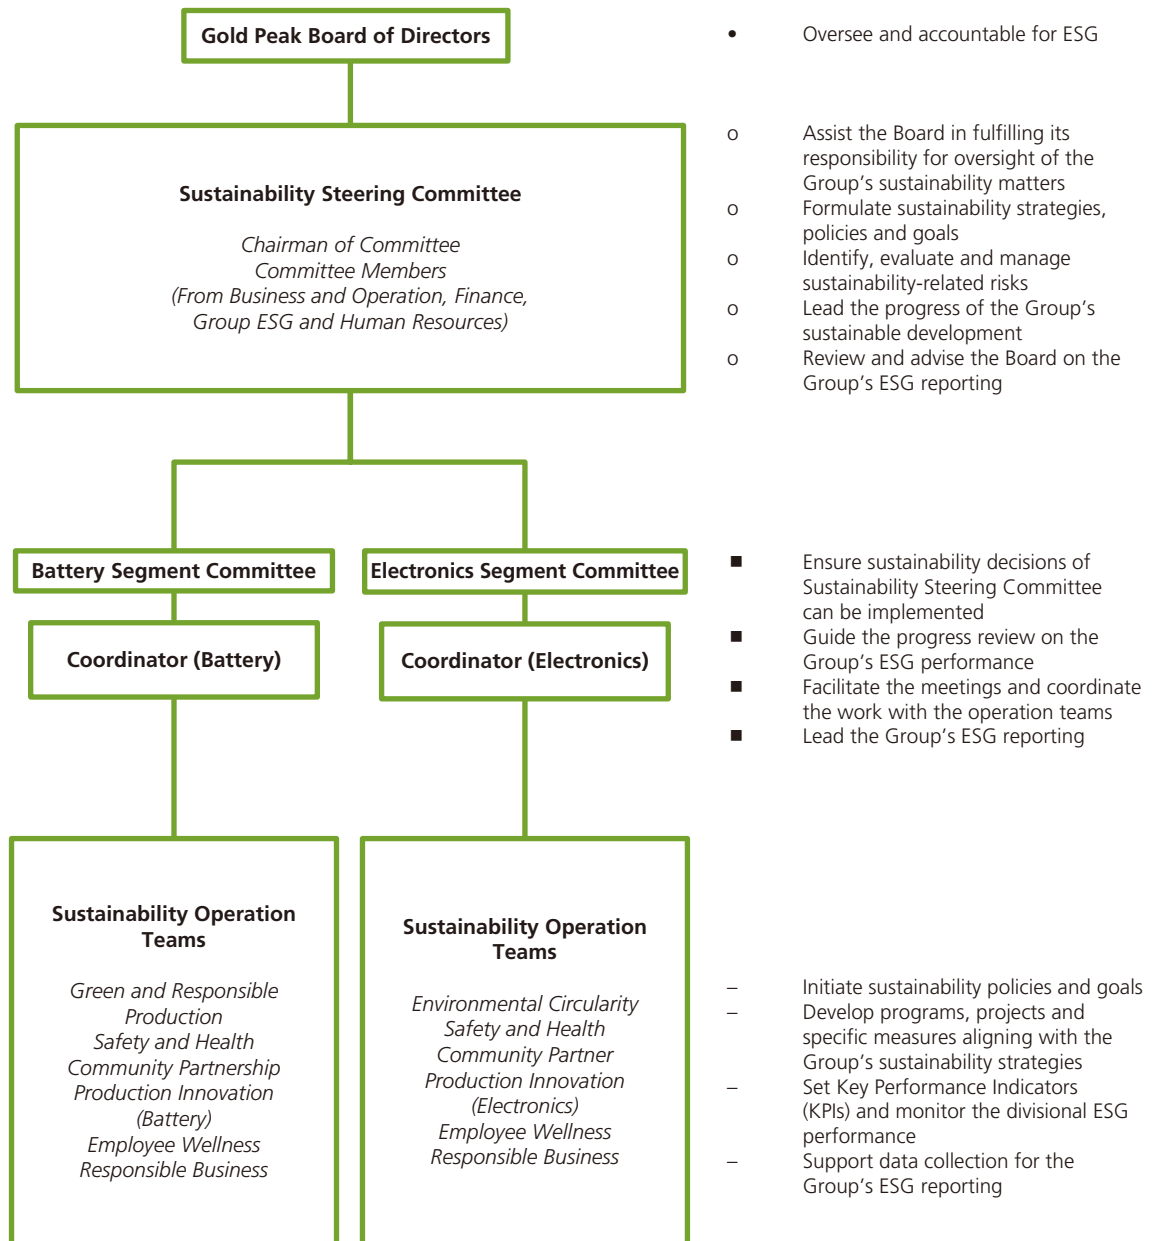 Gold Peak Board of Directors
• Oversee and accountable for ESG
Sustainability Steering Committee
Chairman of Committee
Committee Members
(From Business and Operation, Finance,
Group ESG and Human Resources)
o Assist the Board in fulfilling its
responsibility for oversight of the
Group’s sustainability matters
o Formulate sustainability strategies,
policies and goals
o Identify, evaluate and manage
sustainability-related risks
o Lead the progress of the Group’s
sustainable development
o Review and advise the Board on the
Group’s ESG reporting
Battery Segment Committee
Coordinator (Battery)
Electronics Segment Committee
Coordinator (Electronics)
■ Ensure sustainability decisions of
Sustainability Steering Committee
can be implemented
■ Guide the progress review on the
Group’s ESG performance
■ Facilitate the meetings and coordinate
the work with the operation teams
■ Lead the Group’s ESG reporting
Sustainability Operation
Teams
Green and Responsible
Production
Safety and Health
Community Partnership
Production Innovation
(Battery)
Employee Wellness
Responsible Business
Sustainability Operation
Teams
Environmental Circularity
Safety and Health
Community Partner
Production Innovation
(Electronics)
Employee Wellness
Responsible Business
– Initiate sustainability policies and goals
– Develop programs, projects and
specific measures aligning with the
Group’s sustainability strategies
– Set Key Performance Indicators
(KPIs) and monitor the divisional ESG
performance
– Support data collection for the
Group’s ESG reporting